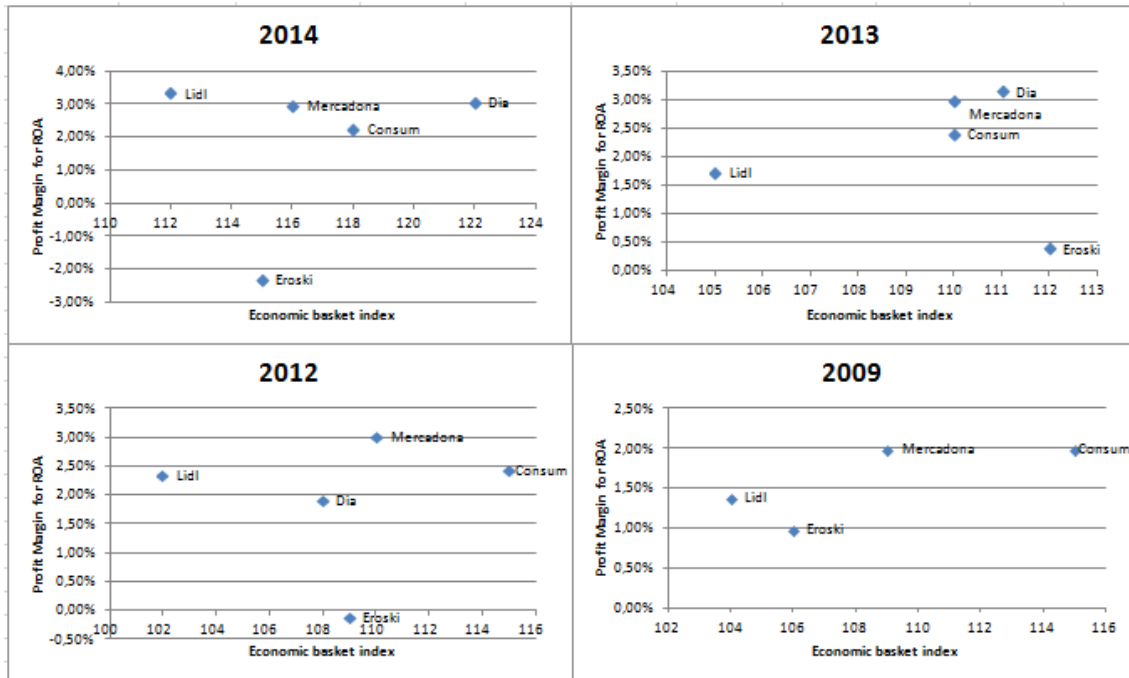 2014
4,00%
3,00%
2,00%
1,00%
0,00%
-1,00%
-2,00%
-3,00%
Profit Margin for ROA
Lidl
Mercadona
Dia
Consum
Eroski
110 112 114 116 118 120 122 124
Economic basket index
2013
3,50%
3,00%
2,50%
2,00%
1,50%
1,00%
0,50%
0,00%
Profit Margin for ROA
Dia
Mercadona
Consum
Lidl
Eroski
104 105 106 107 108 109 110 111 112 113
Economic basket index
2012
3,50%
3,00%
2,50%
2,00%
1,50%
1,00%
0,50%
0,00%
-0,50%
Profit Margin for ROA
Mercadona
Consum
Lidl
Dia
Eroski
100 102 104 106 108 110 112 114 116
Economic basket index
2009
2,50%
2,00%
1,50%
1,00%
0,50%
0,00%
Profit Margin for ROA
Mercadona
Consum
Lidl
Eroski
102 104 106 108 110 112 114 116
Economic basket index